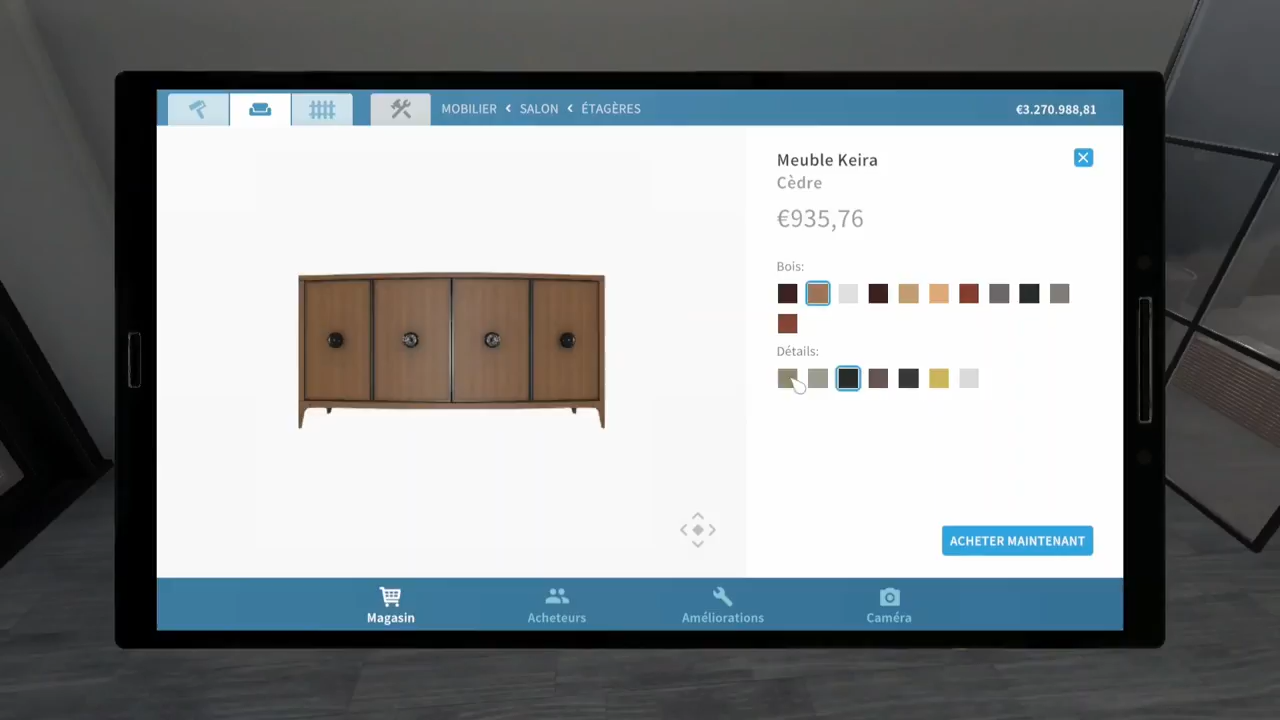 MOBILIER < SALON < ÉTAGÈRES
€3.270.988,81
Meuble Keira
Cèdre
€935,76
Bois:
Détails:
ACHETER MAINTENANT
Magasin
Acheteurs
Améliorations
Caméra